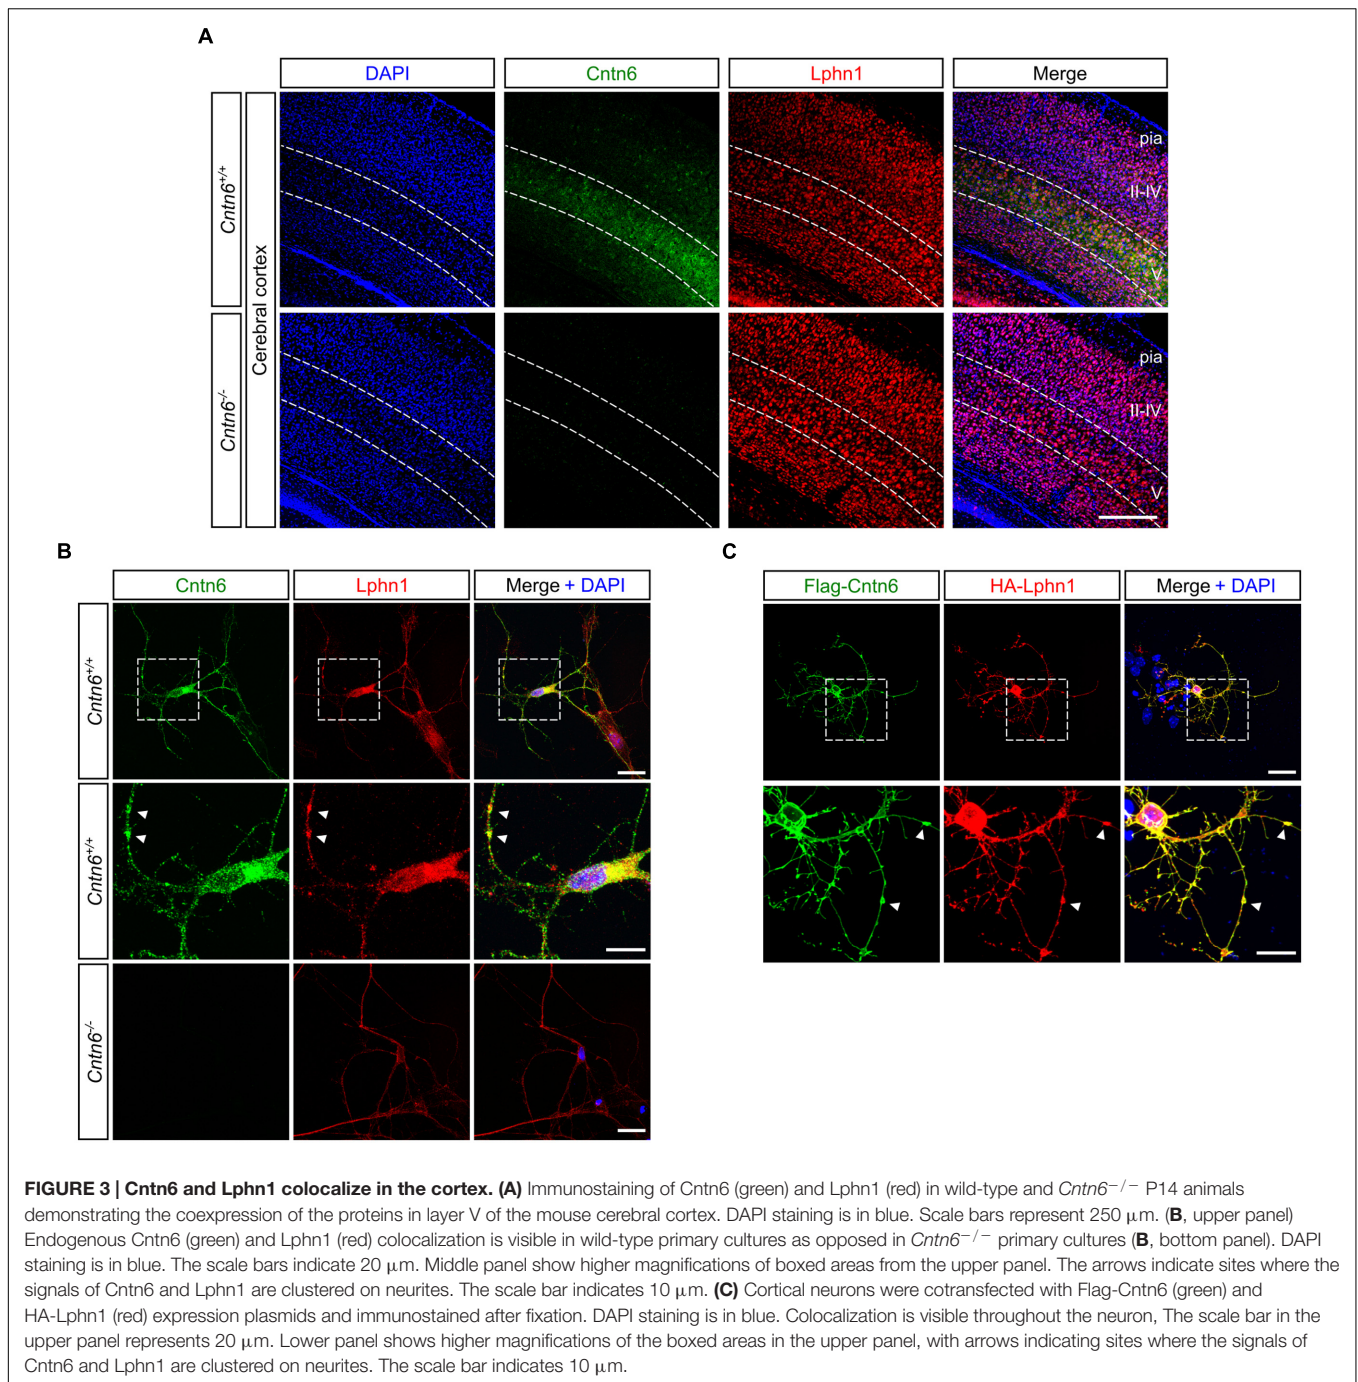 A
DAPI
Cntn6
Lphn1
Merge
Cntn6+/+
Cerebral cortex
pia
II-IV
V
Cntn6-/-
pia
II-IV
V
B
Cntn6
Lphn1
Merge + DAPI
Cntn6+/+
Cntn6+/+
Cntn6-/-
C
Flag-Cntn6
HA-Lphn1
Merge + DAPI
FIGURE 3 | Cntn6 and Lphn1 colocalize in the cortex. (A) Immunostaining of Cntn6 (green) and Lphn1 (red) in wild-type and Cntn6−/− P14 animals
demonstrating the coexpression of the proteins in layer V of the mouse cerebral cortex. DAPI staining is in blue. Scale bars represent 250 μm. (B, upper panel)
Endogenous Cntn6 (green) and Lphn1 (red) colocalization is visible in wild-type primary cultures as opposed in Cntn6−/− primary cultures (B, bottom panel). DAPI
staining is in blue. The scale bars indicate 20 μm. Middle panel show higher magnifications of boxed areas from the upper panel. The arrows indicate sites where the
signals of Cntn6 and Lphn1 are clustered on neurites. The scale bar indicates 10 μm. (C) Cortical neurons were cotransfected with Flag-Cntn6 (green) and
HA-Lphn1 (red) expression plasmids and immunostained after fixation. DAPI staining is in blue. Colocalization is visible throughout the neuron, The scale bar in the
upper panel represents 20 μm. Lower panel shows higher magnifications of the boxed areas in the upper panel, with arrows indicating sites where the signals of
Cntn6 and Lphn1 are clustered on neurites. The scale bar indicates 10 μm.